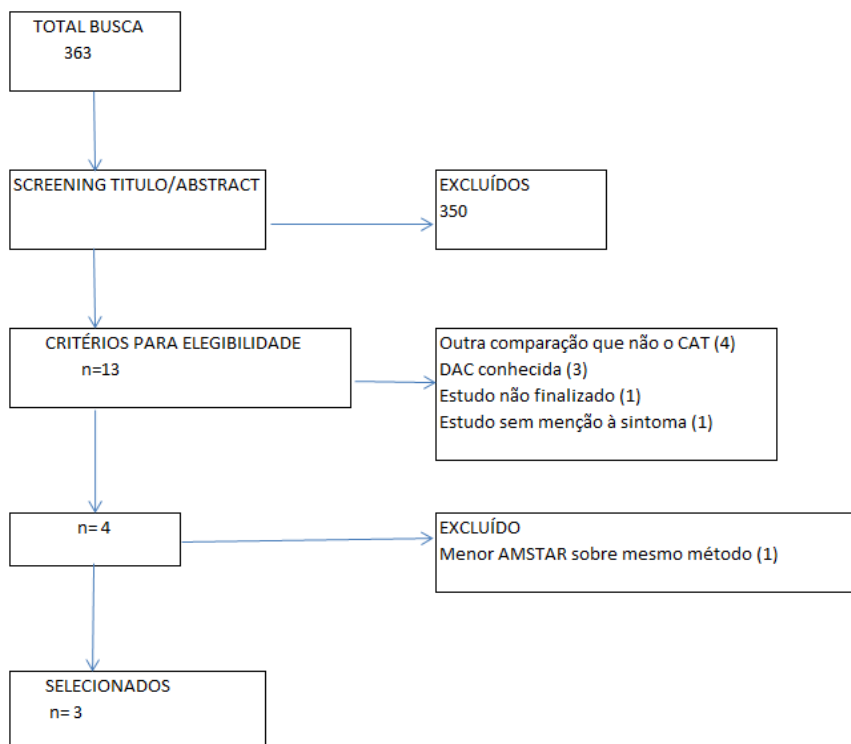 TOTAL BUSCA
363
SCREENING TITULO/ABSTRACT
EXCLUÍDOS
350
CRITÉRIOS PARA ELEGIBILIDADE
n=13
Outra comparação que não o CAT (4)
DAC conhecida (3)
Estudo não finalizado (1)
Estudo sem menção à sintoma (1)
n= 4
EXCLUÍDO
Menor AMSTAR sobre mesmo método (1)
SELECIONADOS
n= 3